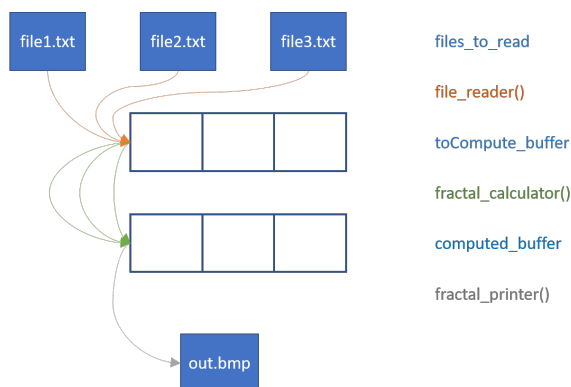 file1.txt
file2.txt
file3.txt
files_to_read
file_reader()
toCompute_buffer
fractal_calculator()
computed_buffer
fractal_printer()
out.bmp